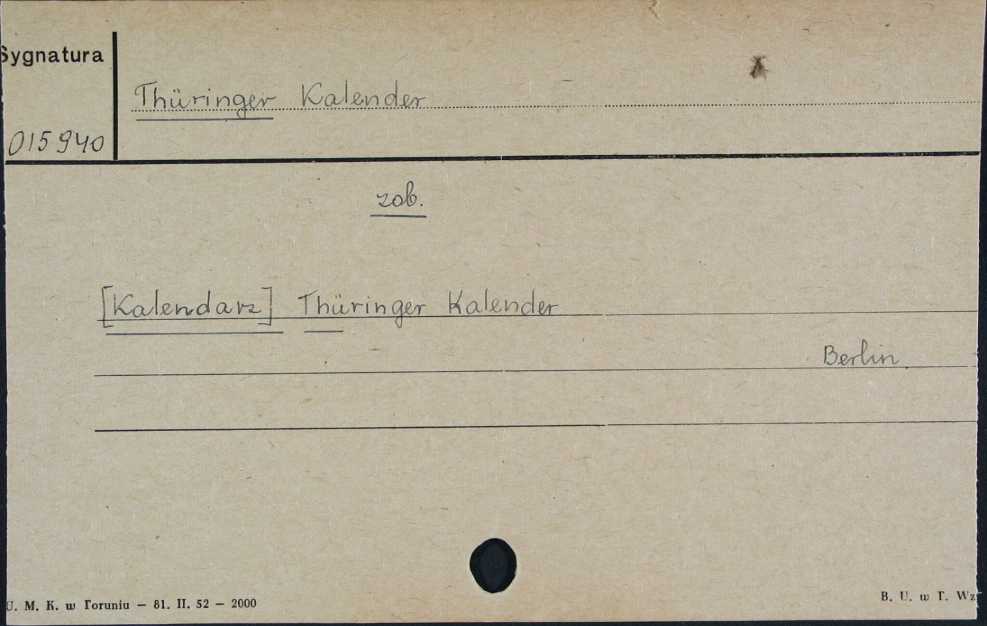 Sygnatura
Thüringer Kalender
015940
zob.
[Kalendarz] Thüringer Kalender
Berlin
U. M. K. w Toruniu — 81. II. 52 — 2000
B. U. w T. Wz